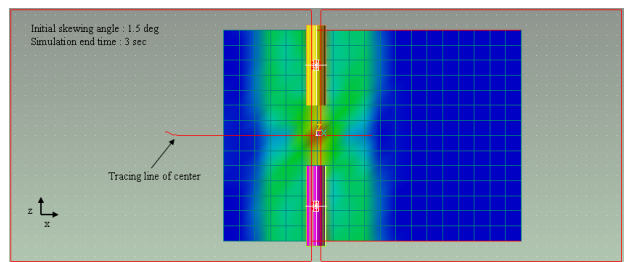 Initial skewing angle : 1.5 deg
Simulation end time : 3 sec
Tracing line of center
z
x